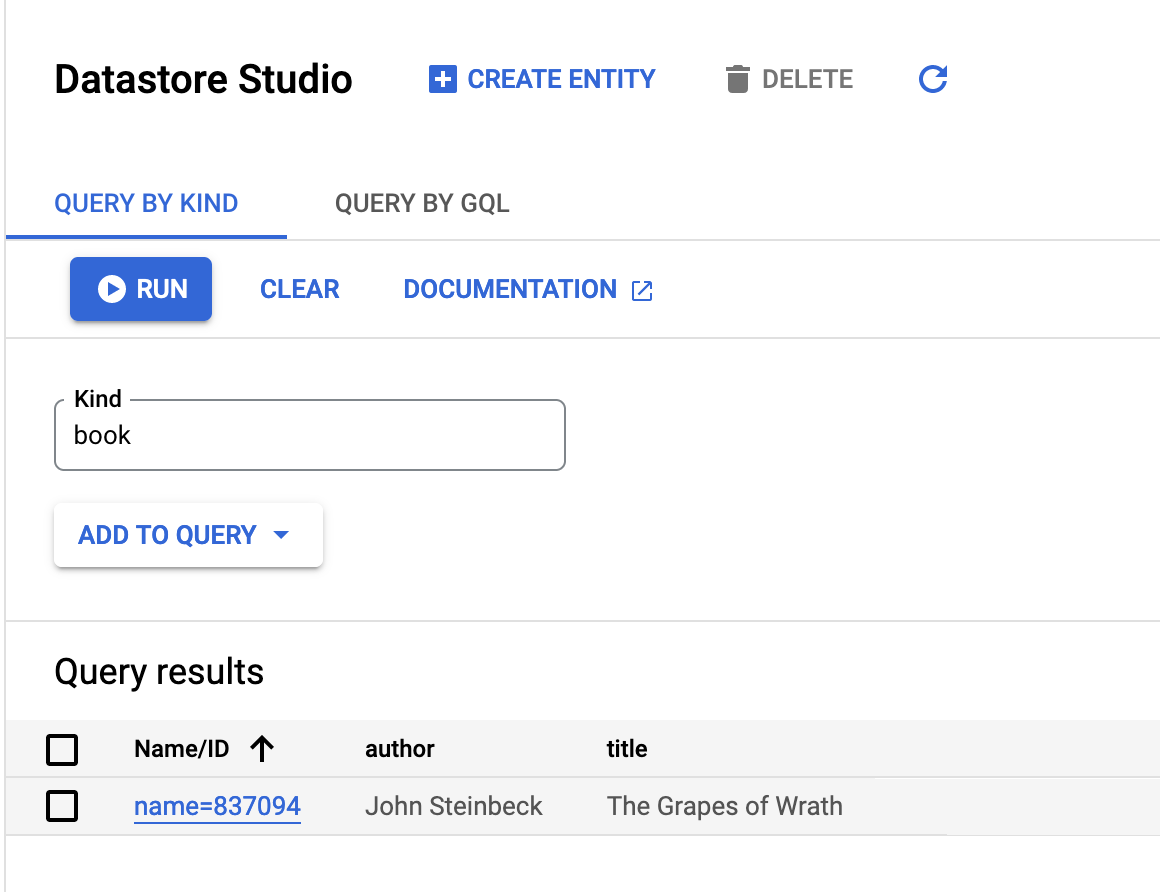 Datastore Studio CREATE ENTITY DELETE
QUERY BY KIND QUERY BY GQL
RUN CLEAR DOCUMENTATION
Kind
book
ADD TO QUERY
Query results
Name/ID author title
name=837094 John Steinbeck The Grapes of Wrath